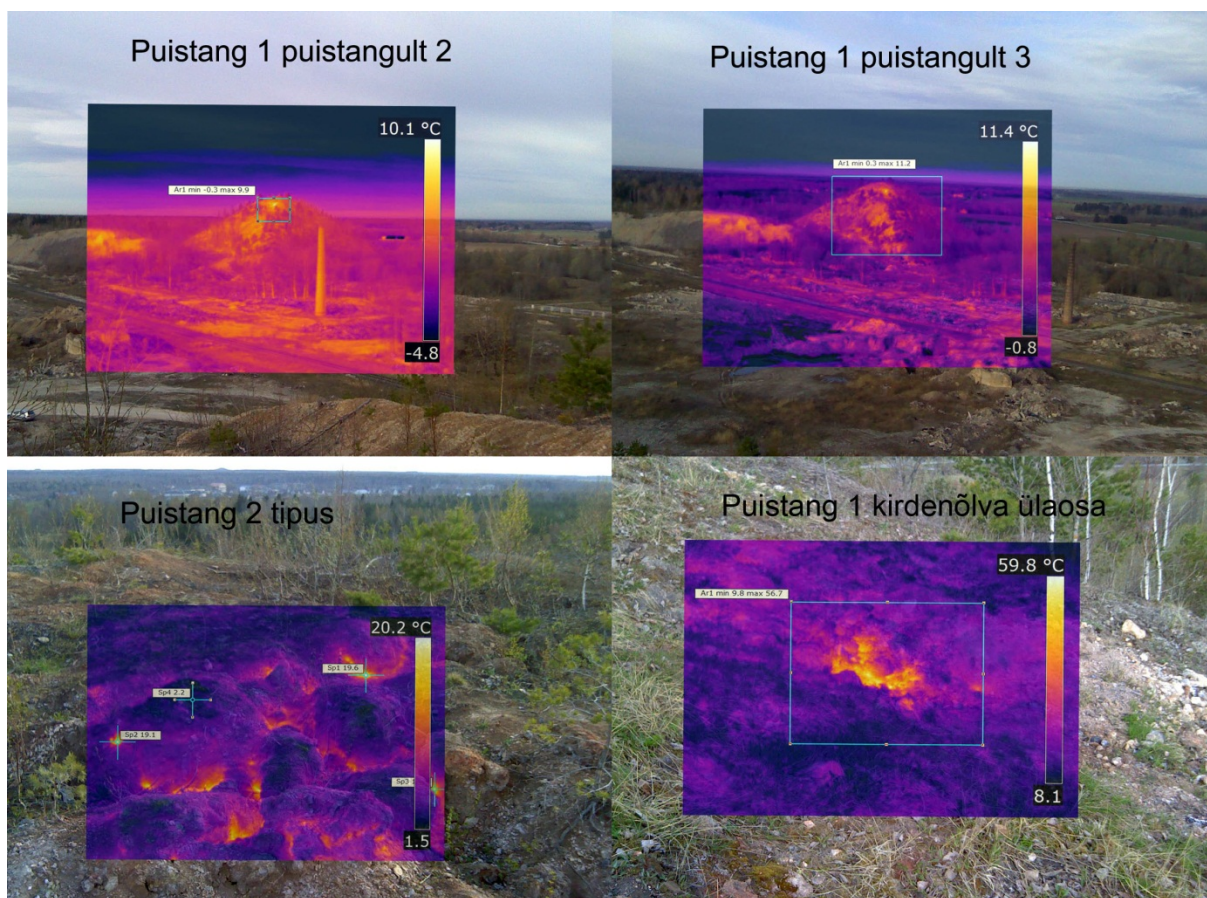 Puistang 1 puistangult 2
10.1 °C
Ar1 min -0.3 max 9.9
-4.8
Puistang 1 puistangult 3
11.4 °C
Ar1 min 0.3 max 11.2
-0.8
Puistang 2 tipus
20.2 °C
Sp1 19.6
Sp4 2.2
Sp2 19.1
Sp3
1.5
Puistang 1 kirdenõlva ülaosa
59.8 °C
Ar1 min 9.8 max 56.7
8.1